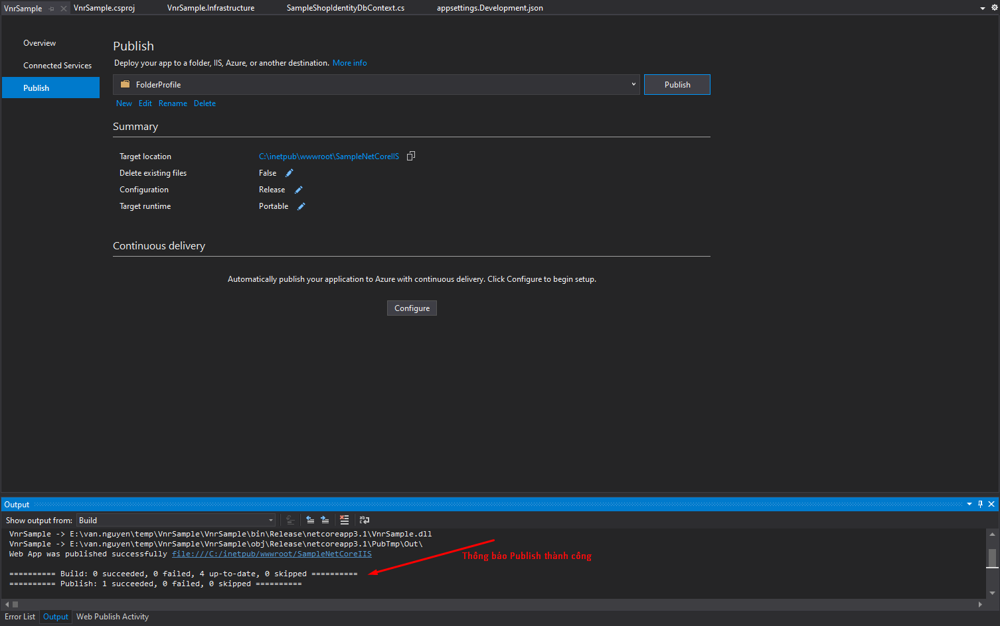 VnrSample
VnrSample.csproj
VnrSample.Infrastructure
SampleShopIdentityDbContext.cs
appsettings.Development.json
Overview
Connected Services
Publish
Publish
Deploy your app to a folder, IIS, Azure, or another destination. More info
FolderProfile
Publish
New Edit Rename Delete
Summary
Target location C:\inetpub\wwwroot\SampleNetCoreIIS
Delete existing files False
Configuration Release
Target runtime Portable
Continuous delivery
Automatically publish your application to Azure with continuous delivery. Click Configure to begin setup.
Configure
Output
Show output from: Build
VnrSample -> E:\van.nguyen\temp\VnrSample\VnrSample\bin\Release\netcoreapp3.1\VnrSample.dll
VnrSample -> E:\van.nguyen\temp\VnrSample\VnrSample\obj\Release\netcoreapp3.1\PubTmp\Out\
Web App was published successfully file:///C:/inetpub/wwwroot/SampleNetCoreIIS
Thông báo Publish thành công
========== Build: 0 succeeded, 0 failed, 4 up-to-date, 0 skipped ==========
========== Publish: 1 succeeded, 0 failed, 0 skipped ==========
Error List Output Web Publish Activity